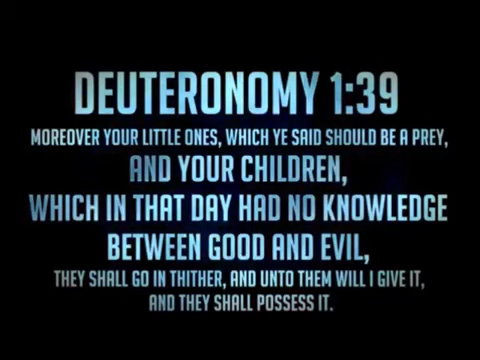 DEUTERONOMY 1:39
MOREOVER YOUR LITTLE ONES, WHICH YE SAID SHOULD BE A PREY,
AND YOUR CHILDREN,
WHICH IN THAT DAY HAD NO KNOWLEDGE
BETWEEN GOOD AND EVIL,
THEY SHALL GO IN THITHER, AND UNTO THEM WILL I GIVE IT,
AND THEY SHALL POSSESS IT.